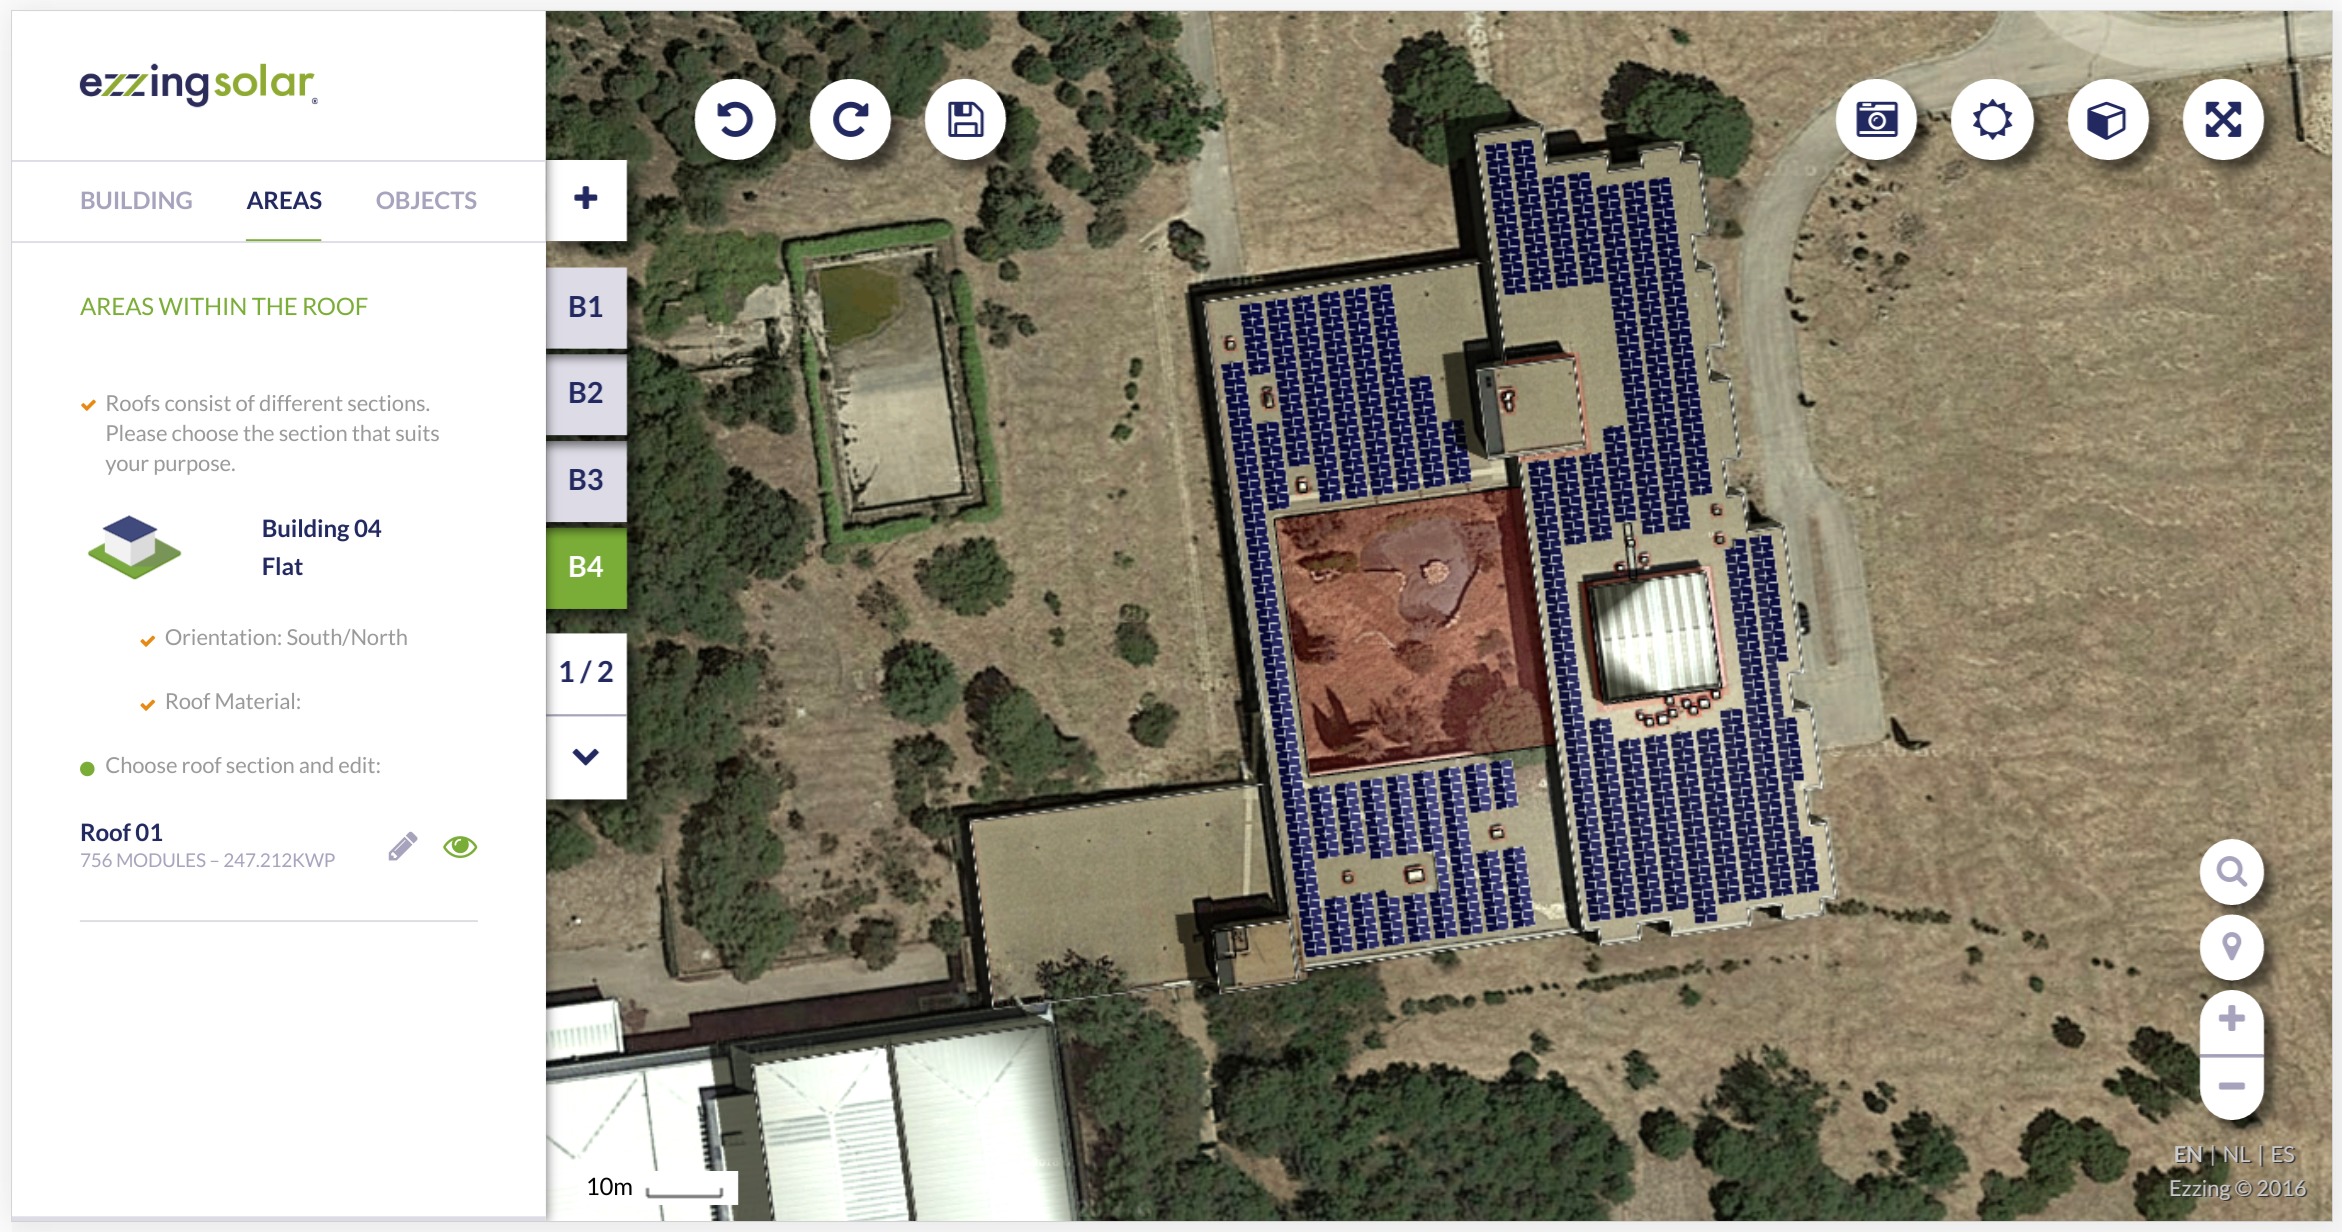 ezzingsolar®
BUILDING AREAS OBJECTS
AREAS WITHIN THE ROOF
Roofs consist of different sections.
Please choose the section that suits
your purpose.
Building 04
Flat
Orientation: South/North
Roof Material:
Choose roof section and edit:
Roof 01
756 MODULES – 247.212KWP
B1
B2
B3
B4
1 / 2
10m
EN | NL | ES
Ezzing © 2016